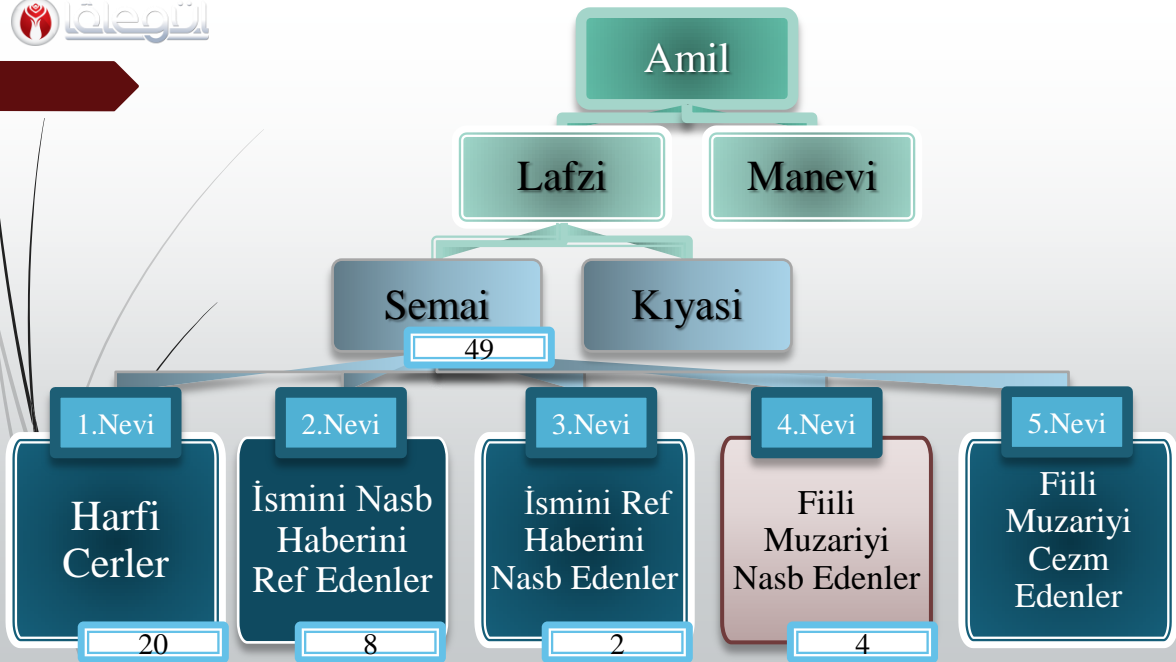 lâlegül
Amil
Lafzi
Manevi
Semai
Kıyasi
49
1.Nevi
2.Nevi
3.Nevi
4.Nevi
5.Nevi
Harfi
Cerler
20
İsmini Nasb
Haberini
Ref Edenler
8
İsmini Ref
Haberini
Nasb Edenler
2
Fiili
Muzariyi
Nasb Edenler
4
Fiili
Muzariyi
Cezm
Edenler